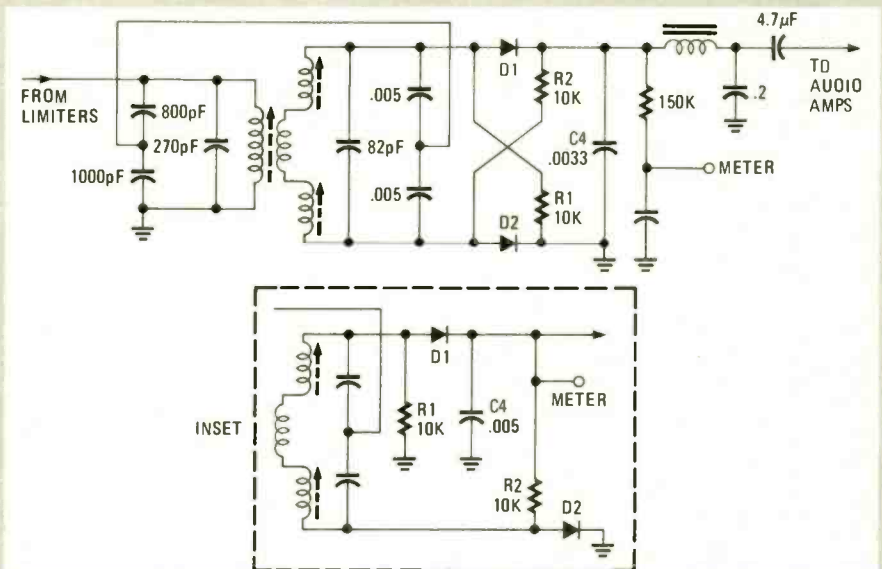 4.7µF
FROM
LIMITERS
800pF
270pF
1000pF
.005
82pF
.005
D1
R2
10K
C4
.0033
R1
10K
D2
150K
METER
.2
TO
AUDIO
AMPS
INSET
D1
R1
10K
C4
.005
METER
R2
10K
D2